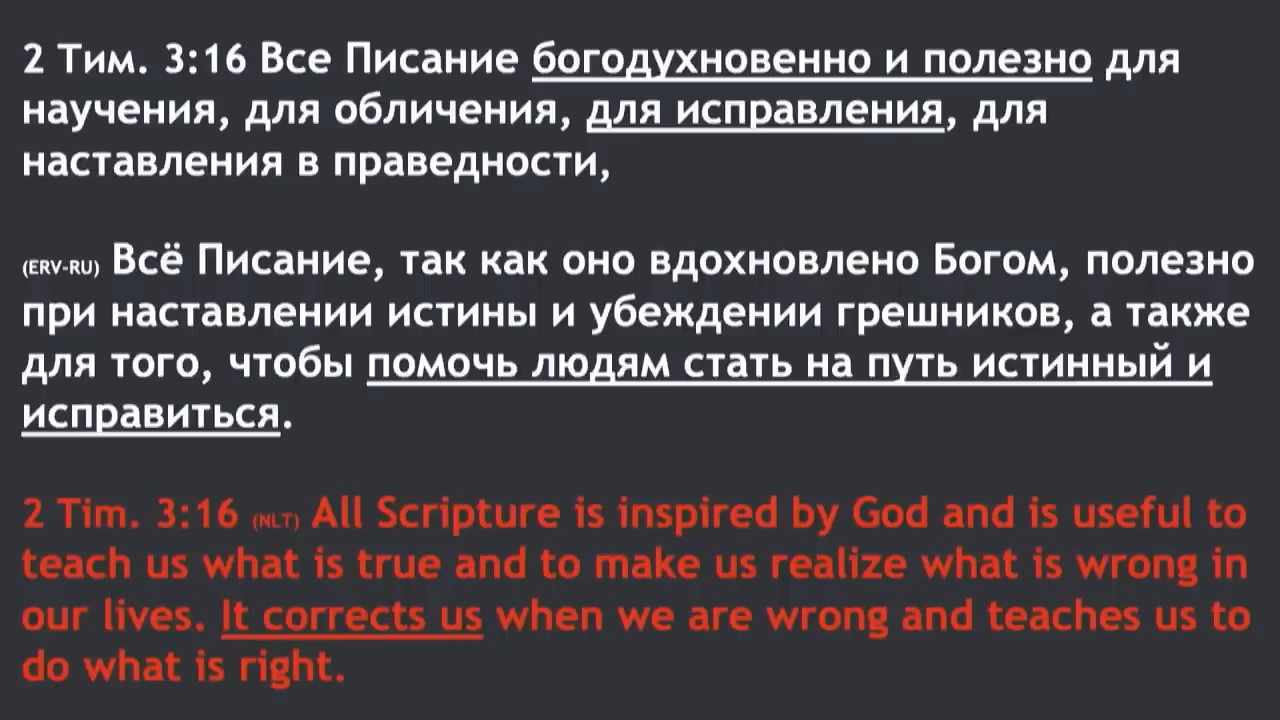 2 Тим. 3:16 Все Писание богодухновенно и полезно для
научения, для обличения, для исправления, для
наставления в праведности,
(ERV-RU) Всё Писание, так как оно вдохновлено Богом, полезно
при наставлении истины и убеждении грешников, а также
для того, чтобы помочь людям стать на путь истинный и
исправиться.
2 Tim. 3:16 (NLT) All Scripture is inspired by God and is useful to
teach us what is true and to make us realize what is wrong in
our lives. It corrects us when we are wrong and teaches us to
do what is right.